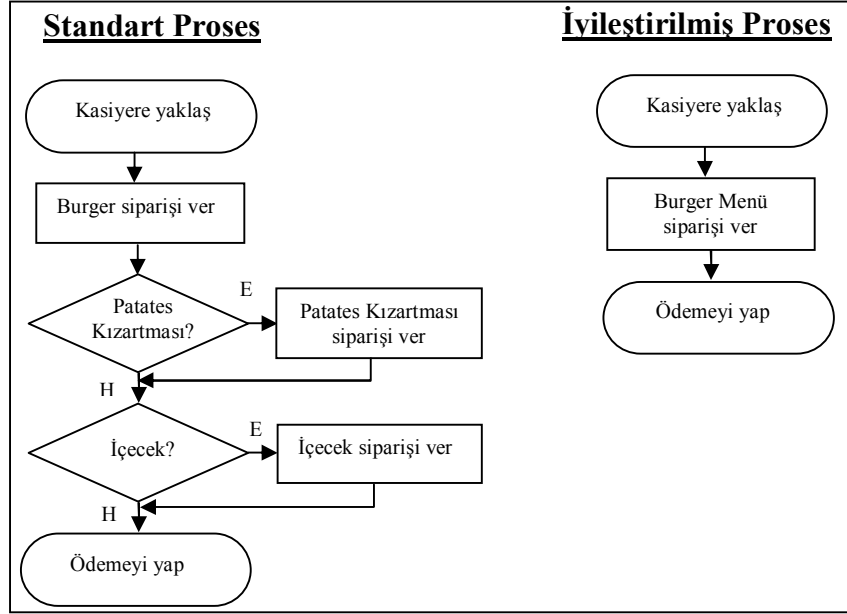 Standart Proses
Kasiyere yaklaş
Burger siparişi ver
Patates
Kızartması?
E
Patates Kızartması
siparişi ver
H
İçecek?
E
İçecek siparişi ver
H
Ödemeyi yap
İyileştirilmiş Proses
Kasiyere yaklaş
Burger Menü
siparişi ver
Ödemeyi yap